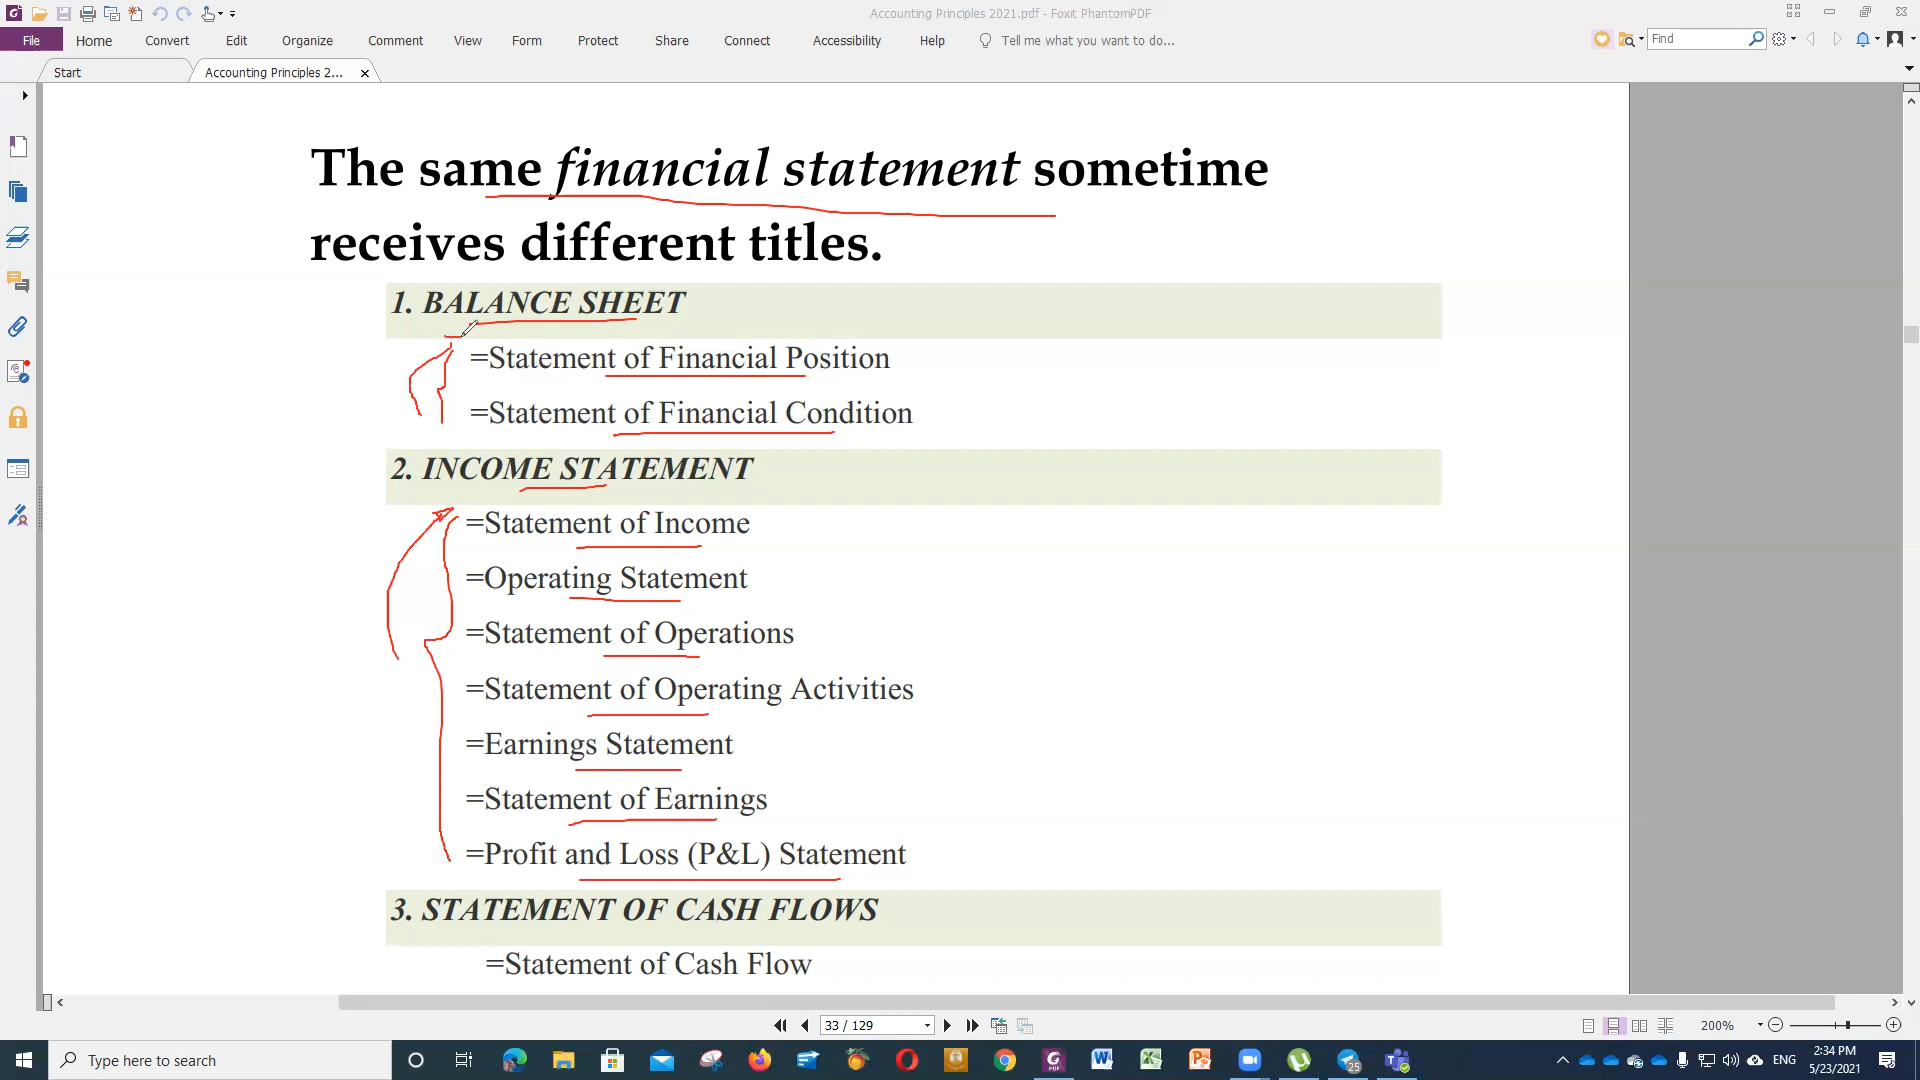 Accounting Principles 2021.pdf - Foxit PhantomPDF
File Home Convert Edit Organize Comment View Form Protect Share Connect Accessibility Help Tell me what you want to do... Find
Start Accounting Principles 2...
The same financial statement sometime
receives different titles.
1. BALANCE SHEET
=Statement of Financial Position
=Statement of Financial Condition
2. INCOME STATEMENT
=Statement of Income
=Operating Statement
=Statement of Operations
=Statement of Operating Activities
=Earnings Statement
=Statement of Earnings
=Profit and Loss (P&L) Statement
3. STATEMENT OF CASH FLOWS
=Statement of Cash Flow
33 / 129 200%
Type here to search 25 ENG 2:34 PM
5/23/2021